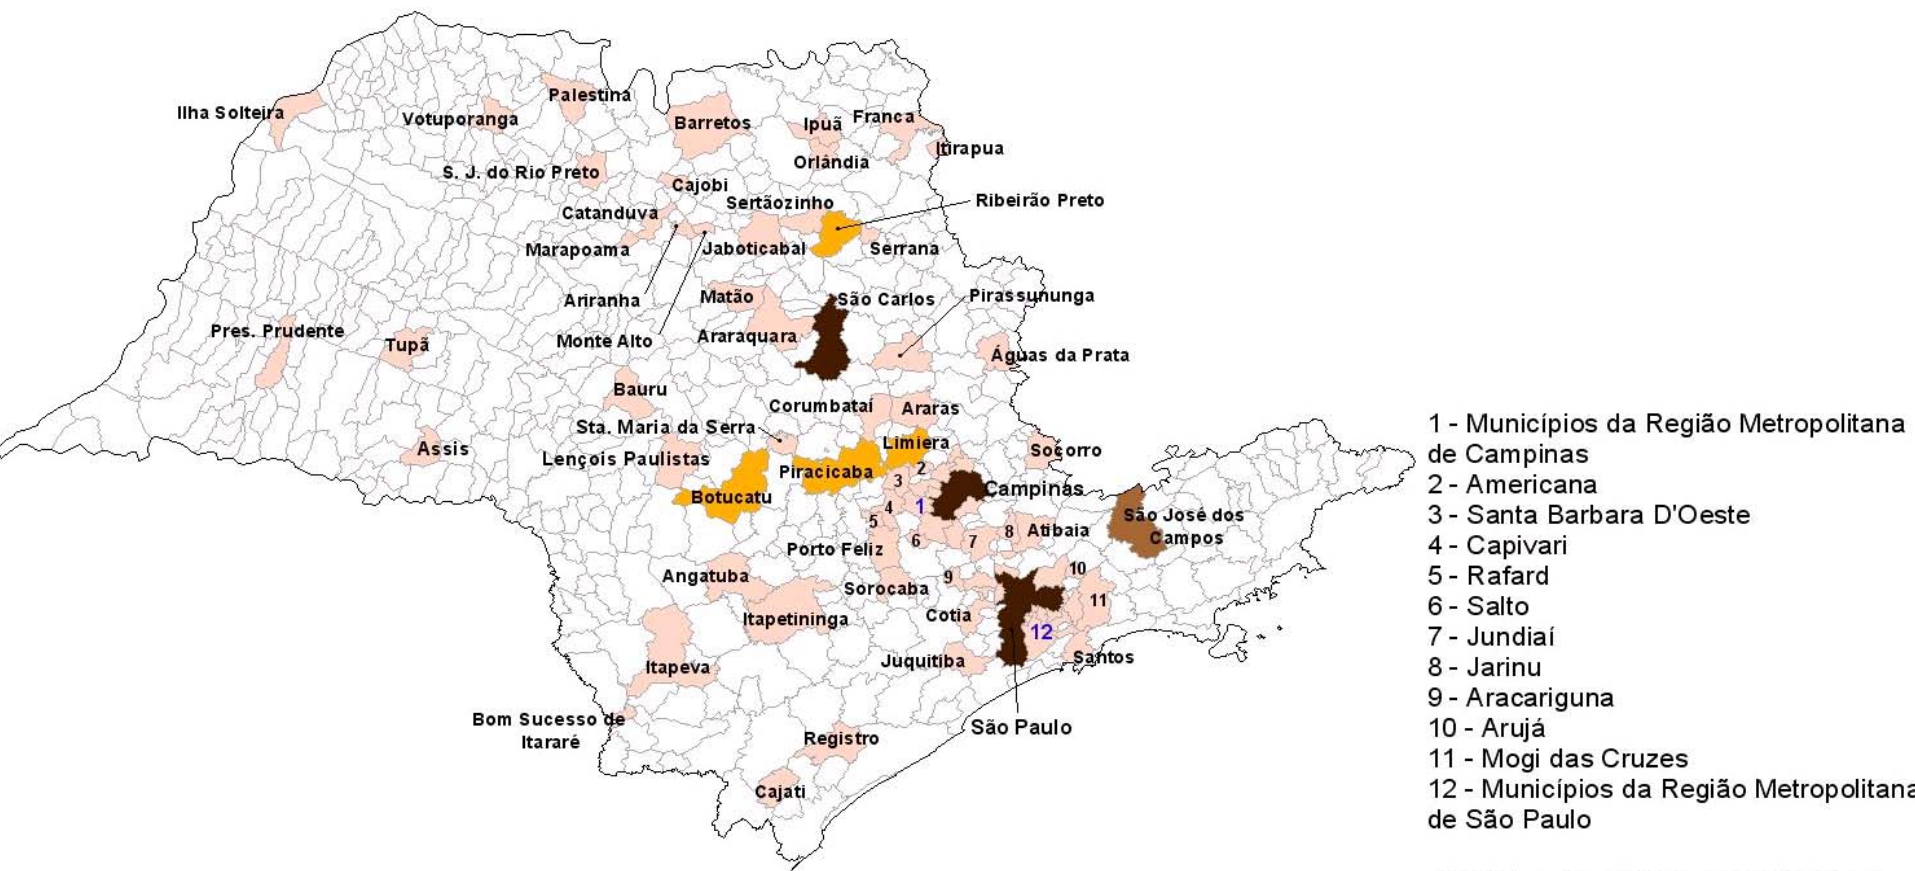 Palestina
Ilha Solteira
Votuporanga
Barretos
Ipuã
Franca
Itirapua
Orlândia
S. J. do Rio Preto
Cajobi
Ribeirão Preto
Catanduva
Sertãozinho
Marapoama
Jaboticabal
Serrana
Ariranha
Matão
São Carlos
Pirassununga
Pres. Prudente
Tupã
Monte Alto
Araraquara
Águas da Prata
Bauru
Corumbataí
Araras
Sta. Maria da Serra
Limiera
Assis
Lençois Paulistas
Piracicaba
2
Socorro
3
Campinas
Botucatu
4
1
5
São José dos
Campos
6
7
8
Atibaia
Porto Feliz
Angatuba
Sorocaba
9
10
11
Itapetininga
Cotia
12
Itapeva
Juquitiba
Santos
Bom Sucesso de
Itararé
Registro
São Paulo
Cajati
1 - Municípios da Região Metropolitana
de Campinas
2 - Americana
3 - Santa Barbara D'Oeste
4 - Capivari
5 - Rafard
6 - Salto
7 - Jundiaí
8 - Jarinu
9 - Aracariguna
10 - Arujá
11 - Mogi das Cruzes
12 - Municípios da Região Metropolitana
de São Paulo